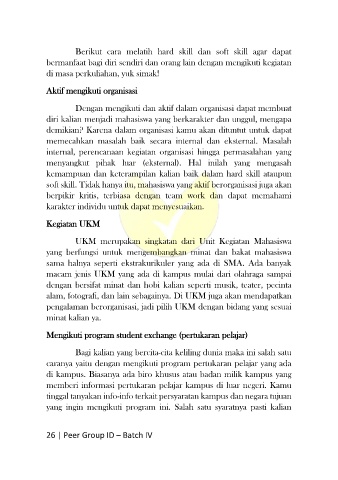 Berikut cara melatih hard skill dan soft skill agar dapat
bermanfaat bagi diri sendiri dan orang lain dengan mengikuti kegiatan
di masa perkuliahan, yuk simak!
Aktif mengikuti organisasi
Dengan mengikuti dan aktif dalam organisasi dapat membuat
diri kalian menjadi mahasiswa yang berkarakter dan unggul, mengapa
demikian? Karena dalam organisasi kamu akan dituntut untuk dapat
memecahkan masalah baik secara internal dan eksternal. Masalah
internal, perencanaan kegiatan organisasi hingga permasalahan yang
menyangkut pihak luar (eksternal). Hal inilah yang mengasah
kemampuan dan keterampilan kalian baik dalam hard skill ataupun
soft skill. Tidak hanya itu, mahasiswa yang aktif berorganisasi juga akan
berpikir kritis, terbiasa dengan team work dan dapat memahami
karakter individu untuk dapat menyesuaikan.
Kegiatan UKM
UKM merupakan singkatan dari Unit Kegiatan Mahasiswa
yang berfungsi untuk mengembangkan minat dan bakat mahasiswa
sama halnya seperti ekstrakurikuler yang ada di SMA. Ada banyak
macam jenis UKM yang ada di kampus mulai dari olahraga sampai
dengan bersifat minat dan hobi kalian seperti musik, teater, pecinta
alam, fotografi, dan lain sebagainya. Di UKM juga akan mendapatkan
pengalaman berorganisasi, jadi pilih UKM dengan bidang yang sesuai
minat kalian ya.
Mengikuti program student exchange (pertukaran pelajar)
Bagi kalian yang bercita-cita keliling dunia maka ini salah satu
caranya yaitu dengan mengikuti program pertukaran pelajar yang ada
di kampus. Biasanya ada biro khusus atau badan milik kampus yang
memberi informasi pertukaran pelajar kampus di luar negeri. Kamu
tinggal tanyakan info-info terkait persyaratan kampus dan negara tujuan
yang ingin mengikuti program ini. Salah satu syaratnya pasti kalian
26 | Peer Group ID – Batch IV